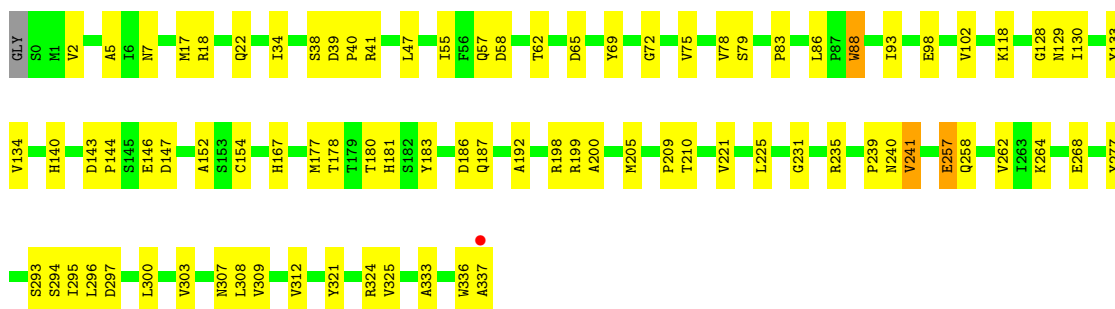 GLY S0 M1 V2 A5 I6 N7 M17 R18 Q22 I34 S38 D39 P40 R41 L47 I55 F56 Q57 D58 T62 D65 Y69 G72 V75 V78 S79 P83 L86 P87 W88 I93 E98 V102 K118 G128 N129 I130 Y133
V134 H140 D143 P144 S145 E146 D147 A152 S153 C154 H167 M177 T178 T179 T180 H181 S182 Y183 D186 Q187 A192 R198 R199 A200 M205 P209 T210 V221 L225 G231 R235 P239 N240 V241 E257 Q258 V262 I263 K264 E268
S293 S294 I295 L296 D297 L300 V303 N307 L308 V309 V312 Y321 R324 V325 A333 W336 A337